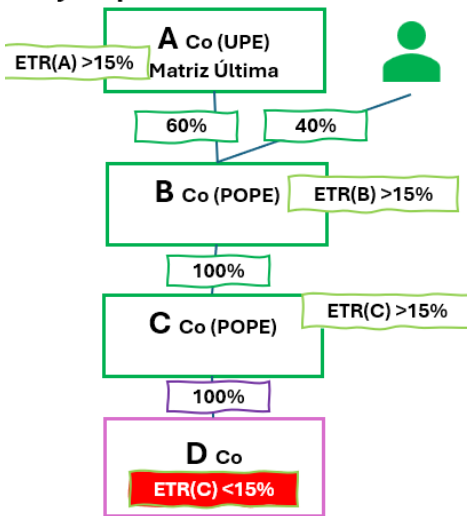 A Co (UPE)
Matriz Última
ETR(A) >15%
60%
40%
B Co (POPE)
ETR(B) >15%
100%
C Co (POPE)
ETR(C) >15%
100%
D Co
ETR(C) <15%